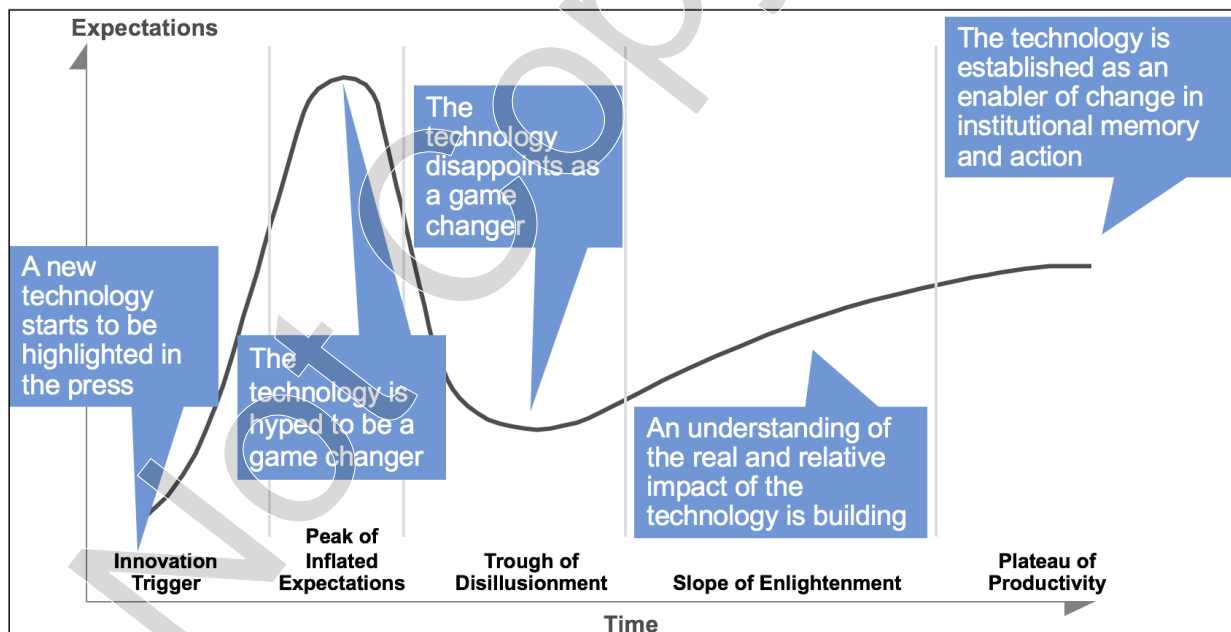 Expectations
The technology is
established as an
enabler of change in
institutional memory
and action
The
technology
disappoints as
a game
changer
A new
technology
starts to be
highlighted in
the press
The
technology is
hyped to be a
game changer
An understanding of
the real and relative
impact of the
technology is building
Innovation
Trigger
Peak of
Inflated
Expectations
Trough of
Disillusionment
Slope of Enlightenment
Plateau of
Productivity
Time
Not Cop